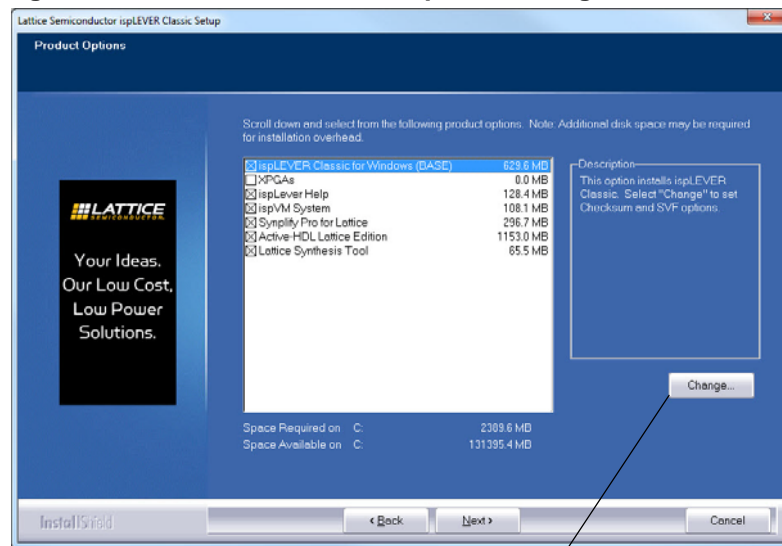 Lattice Semiconductor ispLEVER Classic Setup
Product Options
Scroll down and select from the following product options. Note: Additional disk space may be required
for installation overhead.
ispLEVER Classic for Windows (BASE) 629.6 MB
XPGAs 0.0 MB
ispLever Help 128.4 MB
ispVM System 108.1 MB
Synplify Pro for Lattice 296.7 MB
Active-HDL Lattice Edition 1153.0 MB
Lattice Synthesis Tool 65.5 MB
Description
This option installs ispLEVER
Classic. Select "Change" to set
Checksum and SVF options.
LATTICE
SEMICONDUCTOR
Your Ideas.
Our Low Cost,
Low Power
Solutions.
Change...
Space Required on C: 2389.6 MB
Space Available on C: 131395.4 MB
InstallShield
< Back
Next >
Cancel